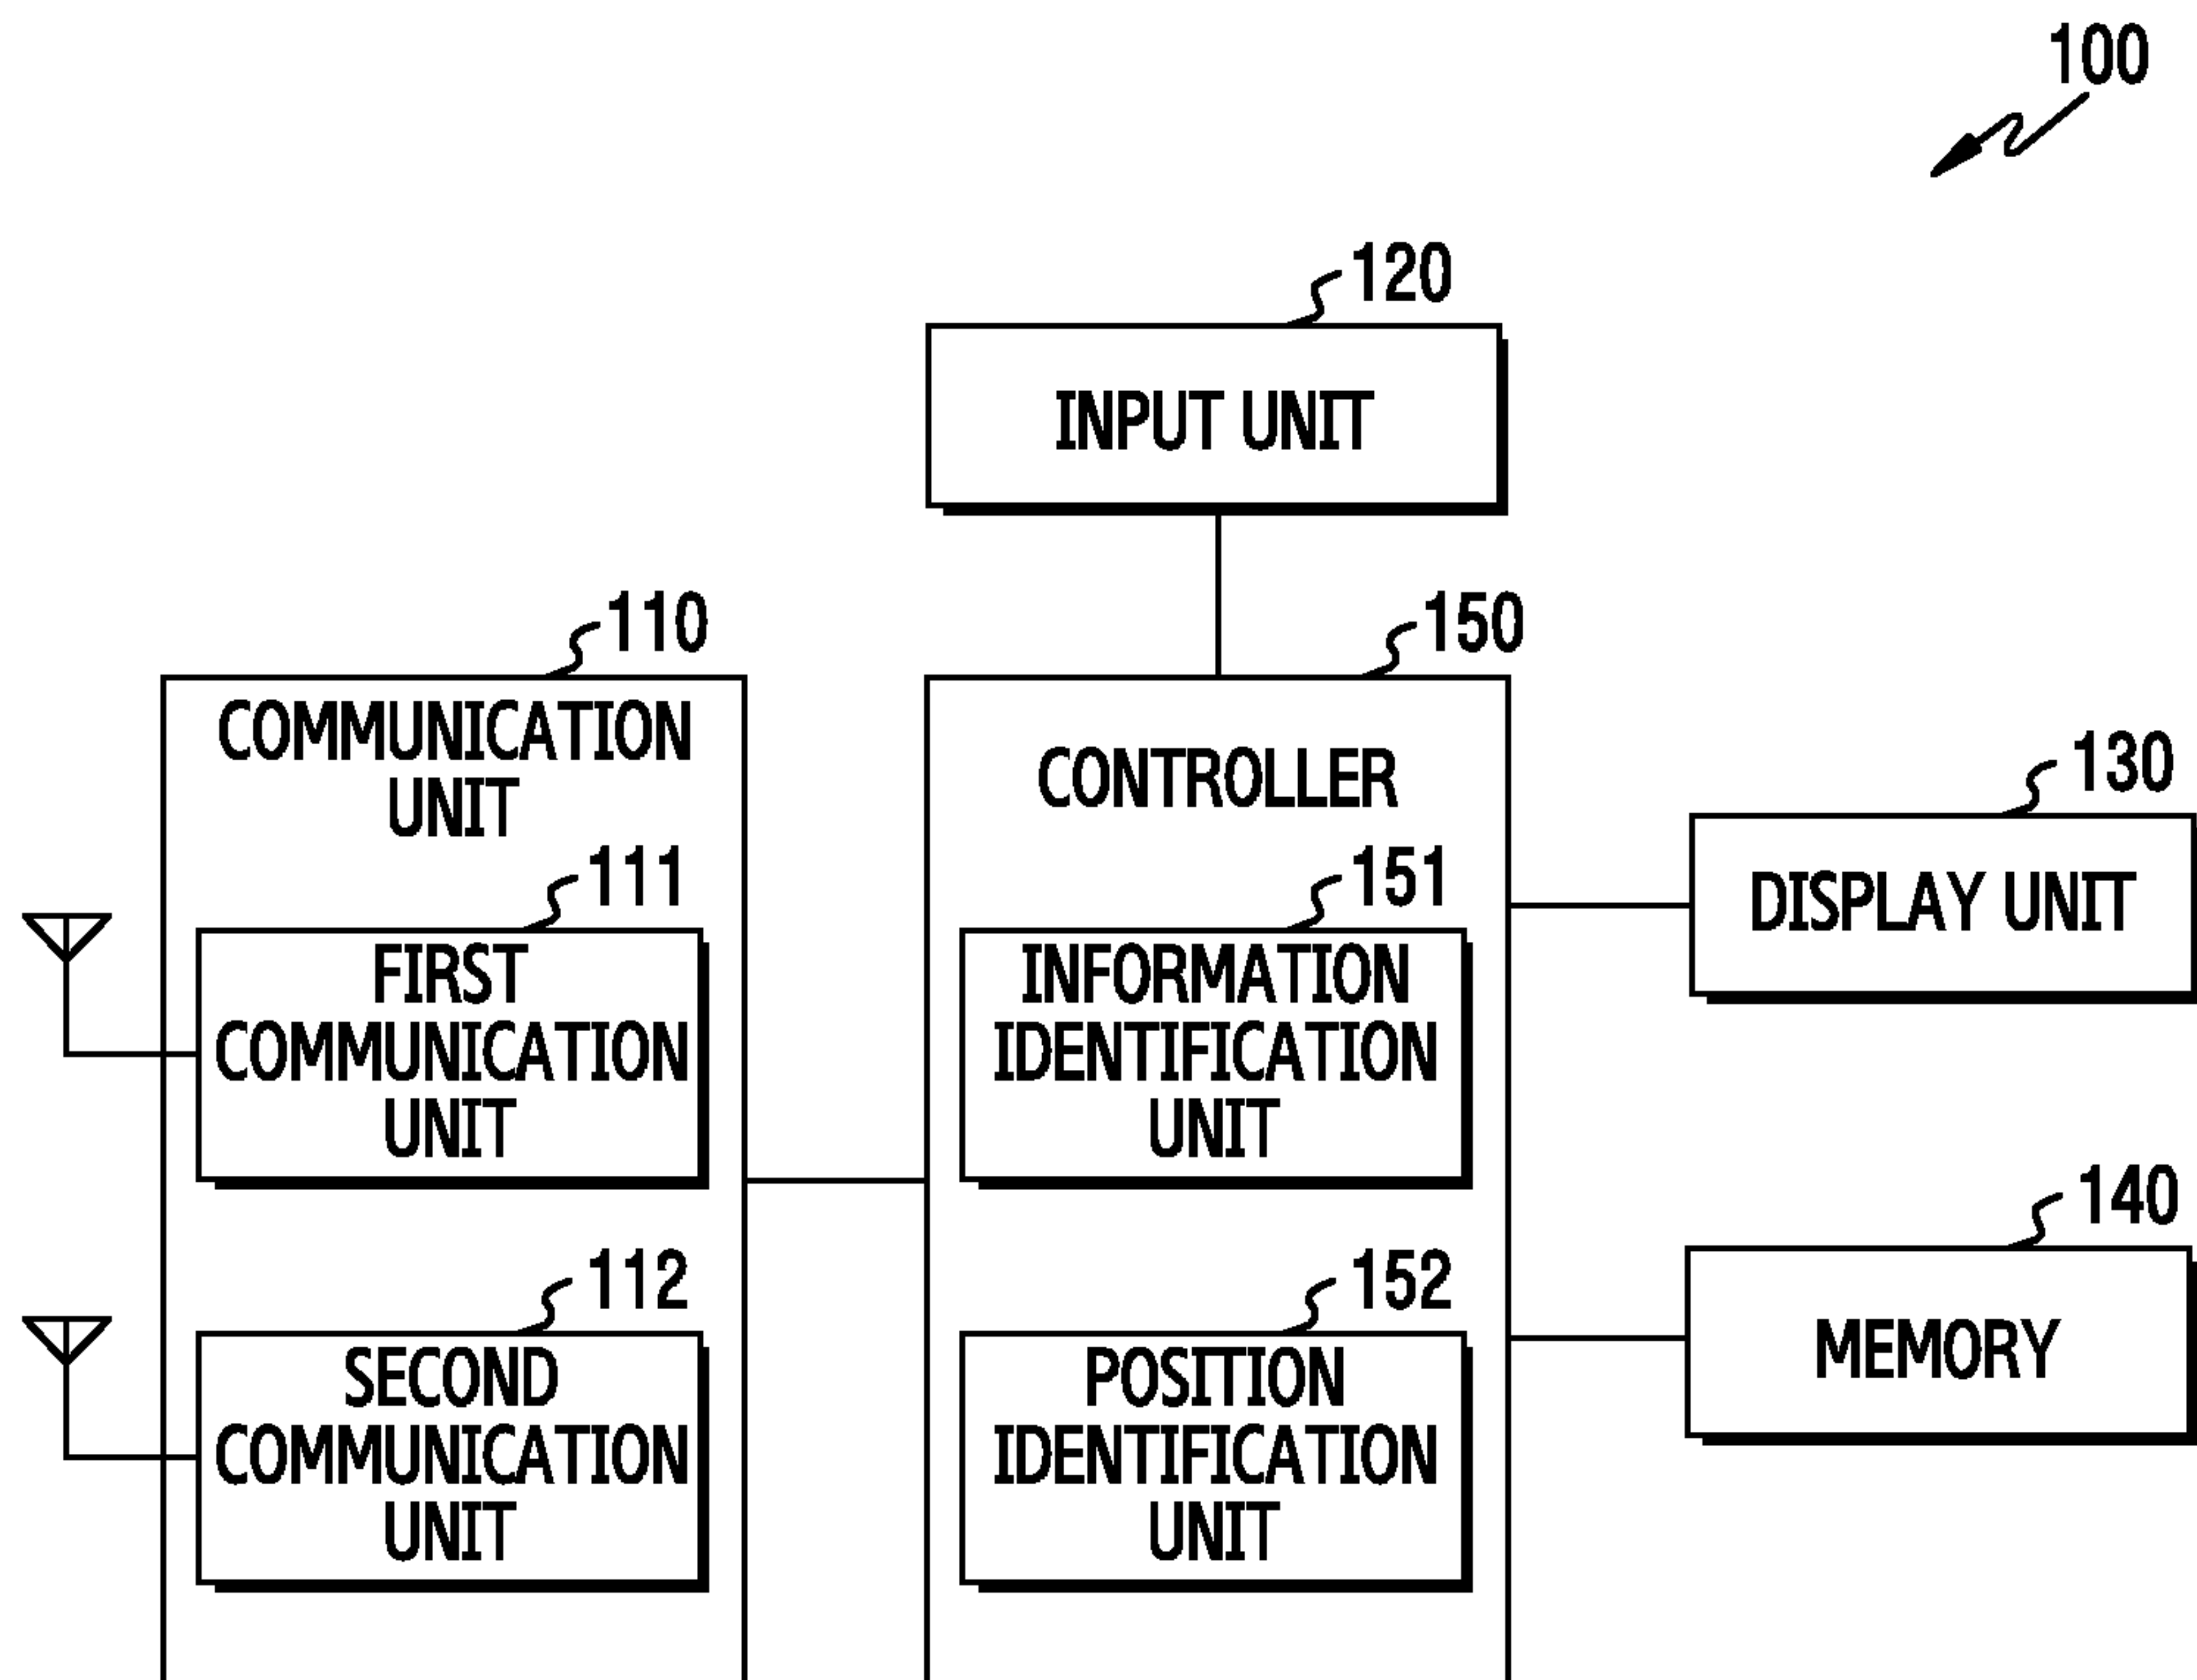 100
120
INPUT UNIT
110
COMMUNICATION
UNIT
111
FIRST
COMMUNICATION
UNIT
112
SECOND
COMMUNICATION
UNIT
150
CONTROLLER
151
INFORMATION
IDENTIFICATION
UNIT
152
POSITION
IDENTIFICATION
UNIT
130
DISPLAY UNIT
140
MEMORY